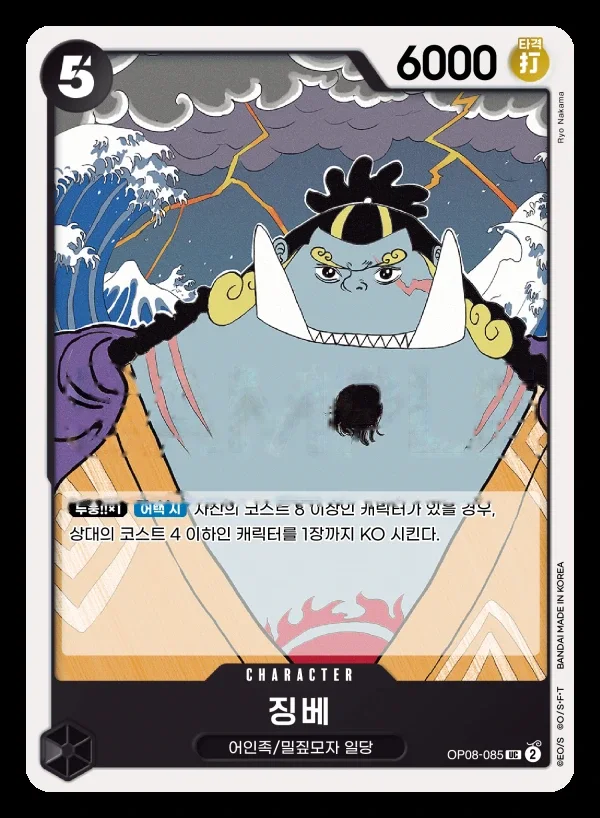 5
6000
타격
打
Ryo Nakama
두웅!!×1 어택 시 자신의 코스트 8 이상인 캐릭터가 있을 경우,
상대의 코스트 4 이하인 캐릭터를 1장까지 KO 시킨다.
CHARACTER
징베
어인족/밀짚모자 일당
OP08-085 UC 2
©EO/S ©O/S·F·T BANDAI MADE IN KOREA